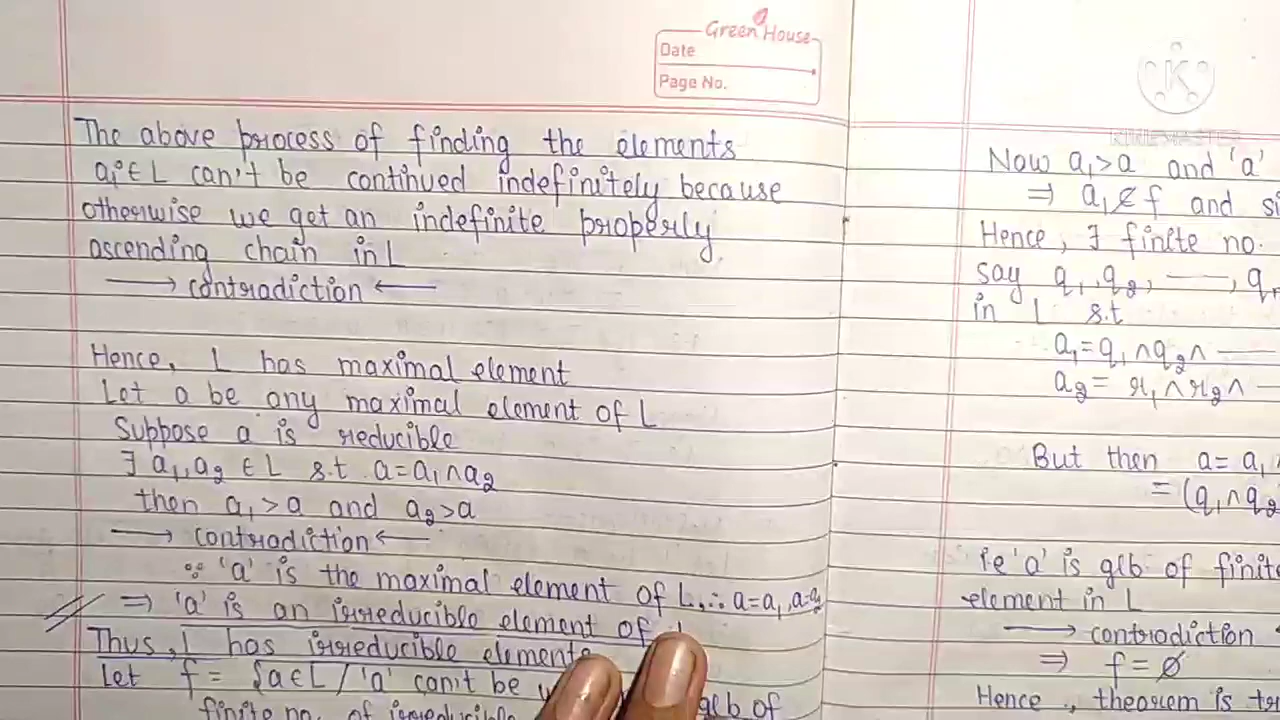 Green House
Date
Page No.
The above process of finding the elements
aᵢ ∈ L can't be continued indefinitely because
otherwise we get an indefinite properly
ascending chain in L
⟶ contradiction ⟵
Hence, L has maximal element
Let a be any maximal element of L
Suppose a is reducible
∃ a₁, a₂ ∈ L s.t a = a₁ ∧ a₂
then a₁ > a and a₂ > a
⟶ contradiction ⟵
∵ 'a' is the maximal element of L, ∴ a = a₁, a = a₂
⇒ 'a' is an irreducible element of
Thus, L has irreducible elements
Let f = {a ∈ L / 'a' can't be glb of
finite no. of irreducible
K
KINEMASTER
Now a₁ > a and 'a'
⇒ a₁ ∉ f and
Hence, ∃ finite no.
say q₁, q₂, ——, q
in L s.t
a₁ = q₁ ∧ q₂ ∧ ——
a₂ = r₁ ∧ r₂ ∧ —
But then a = a₁
= (q₁ ∧ q₂
ie 'a' is glb of finite
element in L
⟶ contradiction
⇒ f = ∅
Hence, theorem is